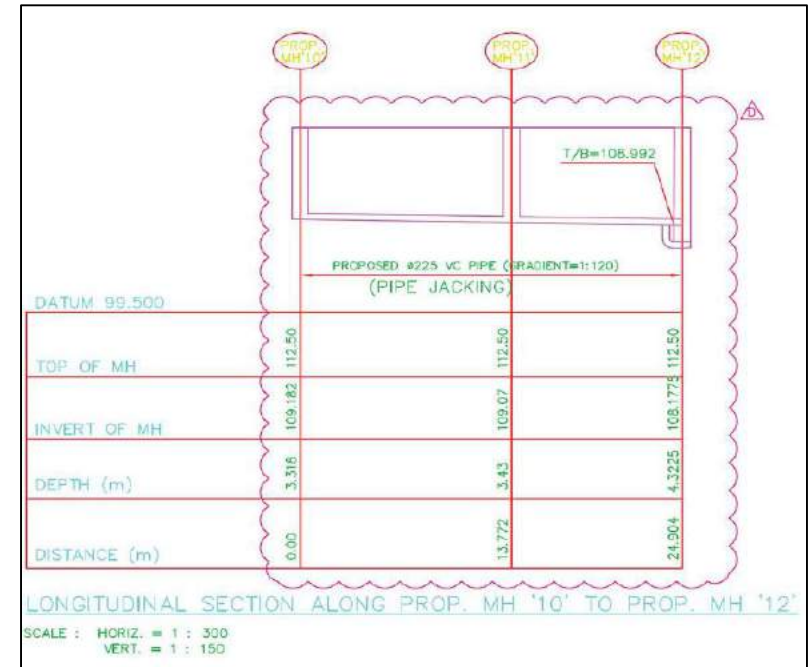 PROP. MH'10'
PROP. MH'11'
PROP. MH'12'
D
T/B=108.992
PROPOSED ø225 VC PIPE (GRADIENT=1:120)
(PIPE JACKING)
DATUM 99.500
TOP OF MH 112.50 112.50 112.50
INVERT OF MH 109.182 109.07 108.1775
DEPTH (m) 3.318 3.43 4.3225
DISTANCE (m) 0.00 13.772 24.904
LONGITUDINAL SECTION ALONG PROP. MH '10' TO PROP. MH '12'
SCALE : HORIZ. = 1 : 300
VERT. = 1 : 150